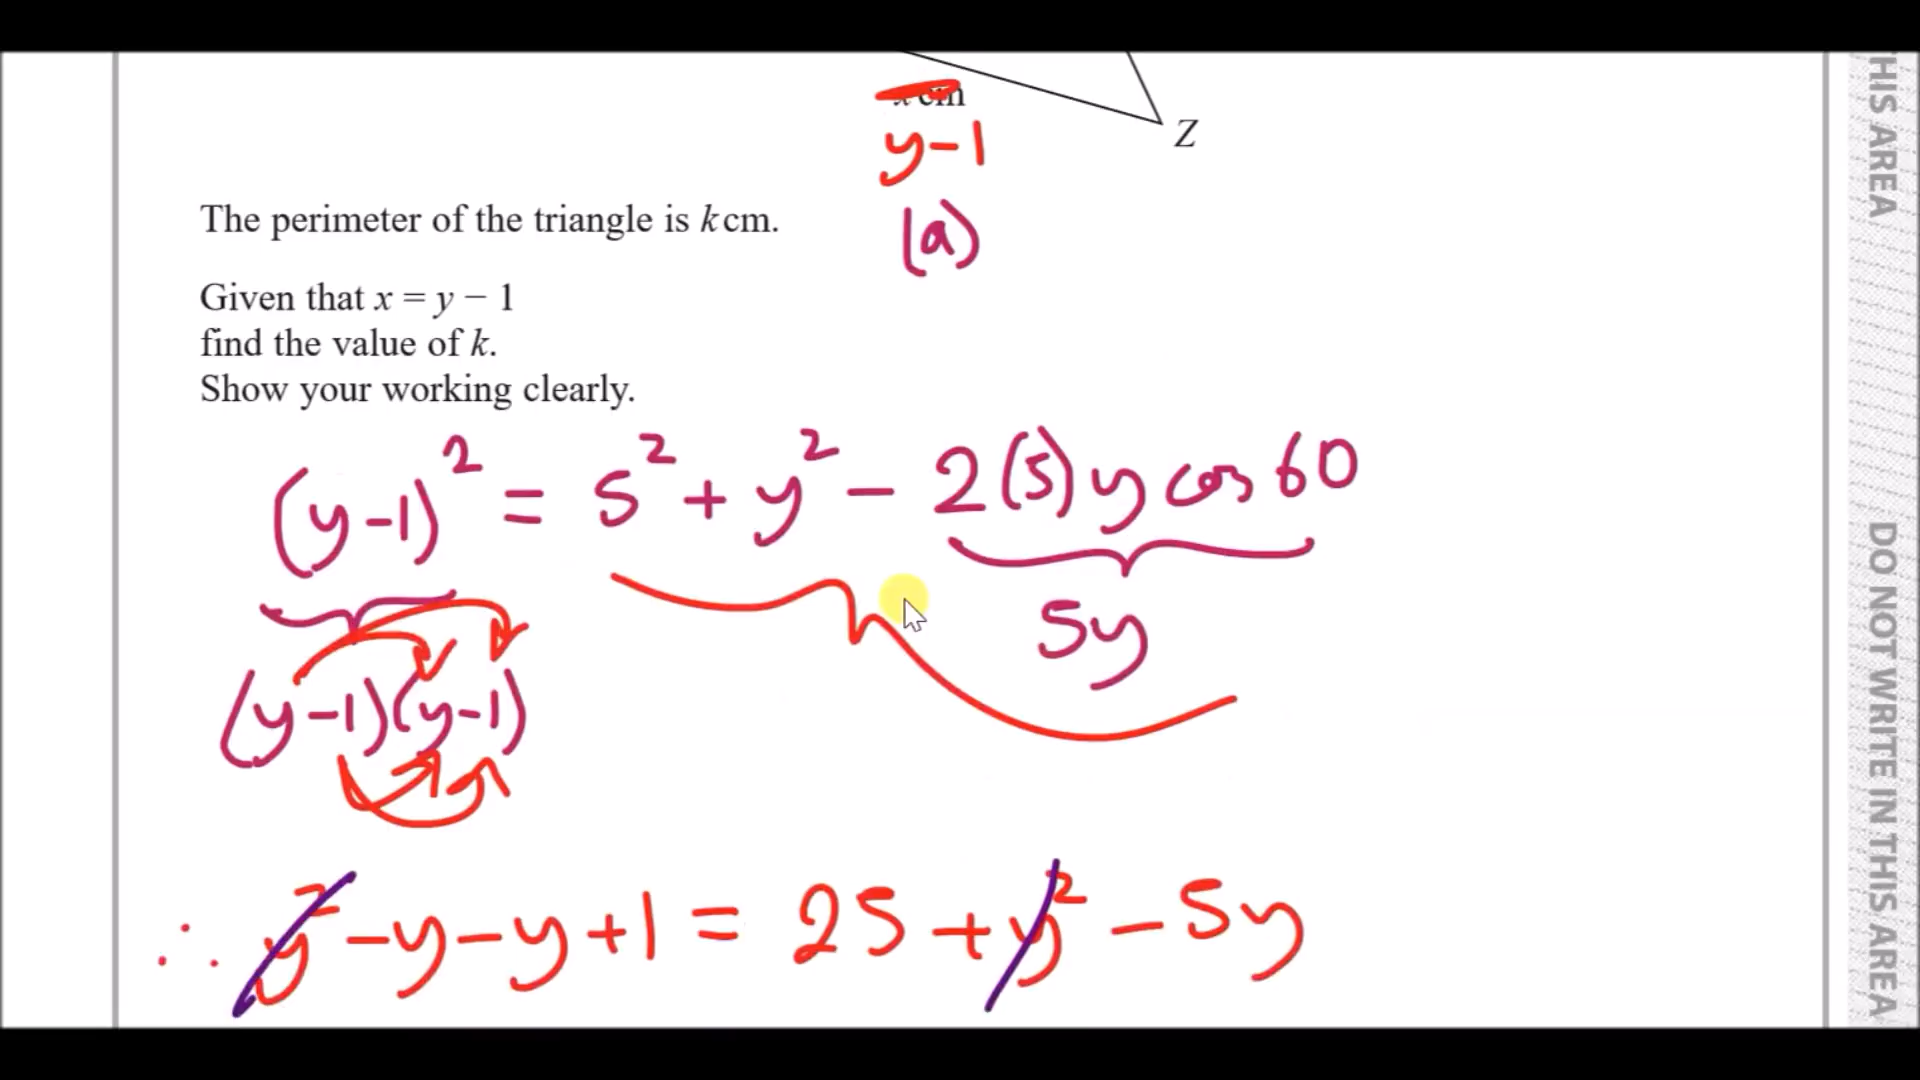 x cm
y-1
Z
(a)
The perimeter of the triangle is k cm.
Given that x = y − 1
find the value of k.
Show your working clearly.
(y-1)² = 5² + y² - 2(5)y cos 60
5y
(y-1)(y-1)
∴ y² - y - y + 1 = 25 + y² - 5y
THIS AREA
DO NOT WRITE IN THIS AREA